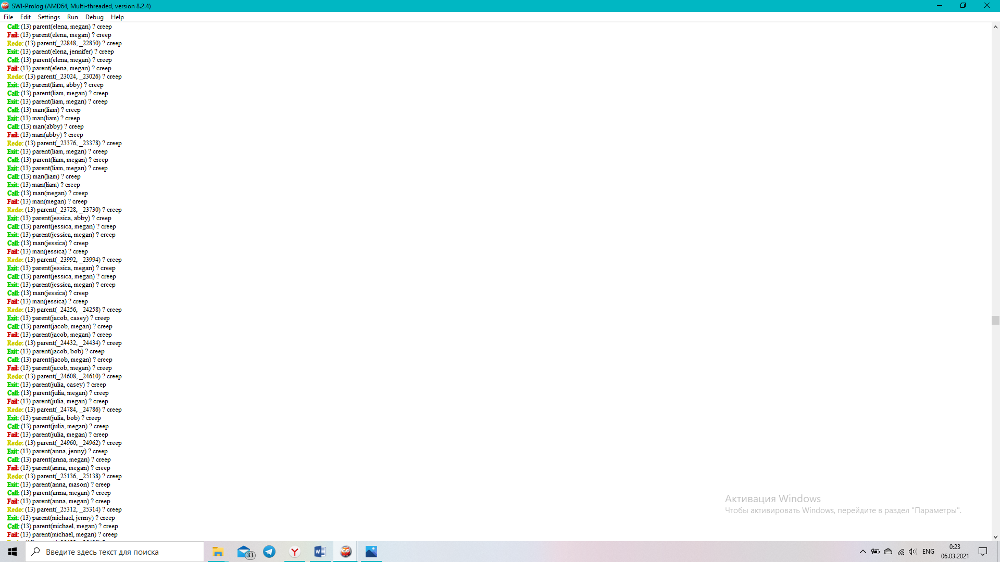 SWI-Prolog (AMD64, Multi-threaded, version 8.2.4)
File Edit Settings Run Debug Help
Call: (13) parent(elena, megan) ? creep
Fail: (13) parent(elena, megan) ? creep
Redo: (13) parent(_22848, _22850) ? creep
Exit: (13) parent(elena, jennifer) ? creep
Call: (13) parent(elena, megan) ? creep
Fail: (13) parent(elena, megan) ? creep
Redo: (13) parent(_23024, _23026) ? creep
Exit: (13) parent(liam, abby) ? creep
Call: (13) parent(liam, megan) ? creep
Exit: (13) parent(liam, megan) ? creep
Call: (13) man(liam) ? creep
Exit: (13) man(liam) ? creep
Call: (13) man(abby) ? creep
Fail: (13) man(abby) ? creep
Redo: (13) parent(_23376, _23378) ? creep
Exit: (13) parent(liam, megan) ? creep
Call: (13) parent(liam, megan) ? creep
Exit: (13) parent(liam, megan) ? creep
Call: (13) man(liam) ? creep
Exit: (13) man(liam) ? creep
Call: (13) man(megan) ? creep
Fail: (13) man(megan) ? creep
Redo: (13) parent(_23728, _23730) ? creep
Exit: (13) parent(jessica, abby) ? creep
Call: (13) parent(jessica, megan) ? creep
Exit: (13) parent(jessica, megan) ? creep
Call: (13) man(jessica) ? creep
Fail: (13) man(jessica) ? creep
Redo: (13) parent(_23992, _23994) ? creep
Exit: (13) parent(jessica, megan) ? creep
Call: (13) parent(jessica, megan) ? creep
Exit: (13) parent(jessica, megan) ? creep
Call: (13) man(jessica) ? creep
Fail: (13) man(jessica) ? creep
Redo: (13) parent(_24256, _24258) ? creep
Exit: (13) parent(jacob, casey) ? creep
Call: (13) parent(jacob, megan) ? creep
Fail: (13) parent(jacob, megan) ? creep
Redo: (13) parent(_24432, _24434) ? creep
Exit: (13) parent(jacob, bob) ? creep
Call: (13) parent(jacob, megan) ? creep
Fail: (13) parent(jacob, megan) ? creep
Redo: (13) parent(_24608, _24610) ? creep
Exit: (13) parent(julia, casey) ? creep
Call: (13) parent(julia, megan) ? creep
Fail: (13) parent(julia, megan) ? creep
Redo: (13) parent(_24784, _24786) ? creep
Exit: (13) parent(julia, bob) ? creep
Call: (13) parent(julia, megan) ? creep
Fail: (13) parent(julia, megan) ? creep
Redo: (13) parent(_24960, _24962) ? creep
Exit: (13) parent(anna, jenny) ? creep
Call: (13) parent(anna, megan) ? creep
Fail: (13) parent(anna, megan) ? creep
Redo: (13) parent(_25136, _25138) ? creep
Exit: (13) parent(anna, mason) ? creep
Call: (13) parent(anna, megan) ? creep
Fail: (13) parent(anna, megan) ? creep
Redo: (13) parent(_25312, _25314) ? creep
Exit: (13) parent(michael, jenny) ? creep
Call: (13) parent(michael, megan) ? creep
Fail: (13) parent(michael, megan) ? creep
Активация Windows
Чтобы активировать Windows, перейдите в раздел "Параметры".
Введите здесь текст для поиска
33
ENG
0:23
06.03.2021